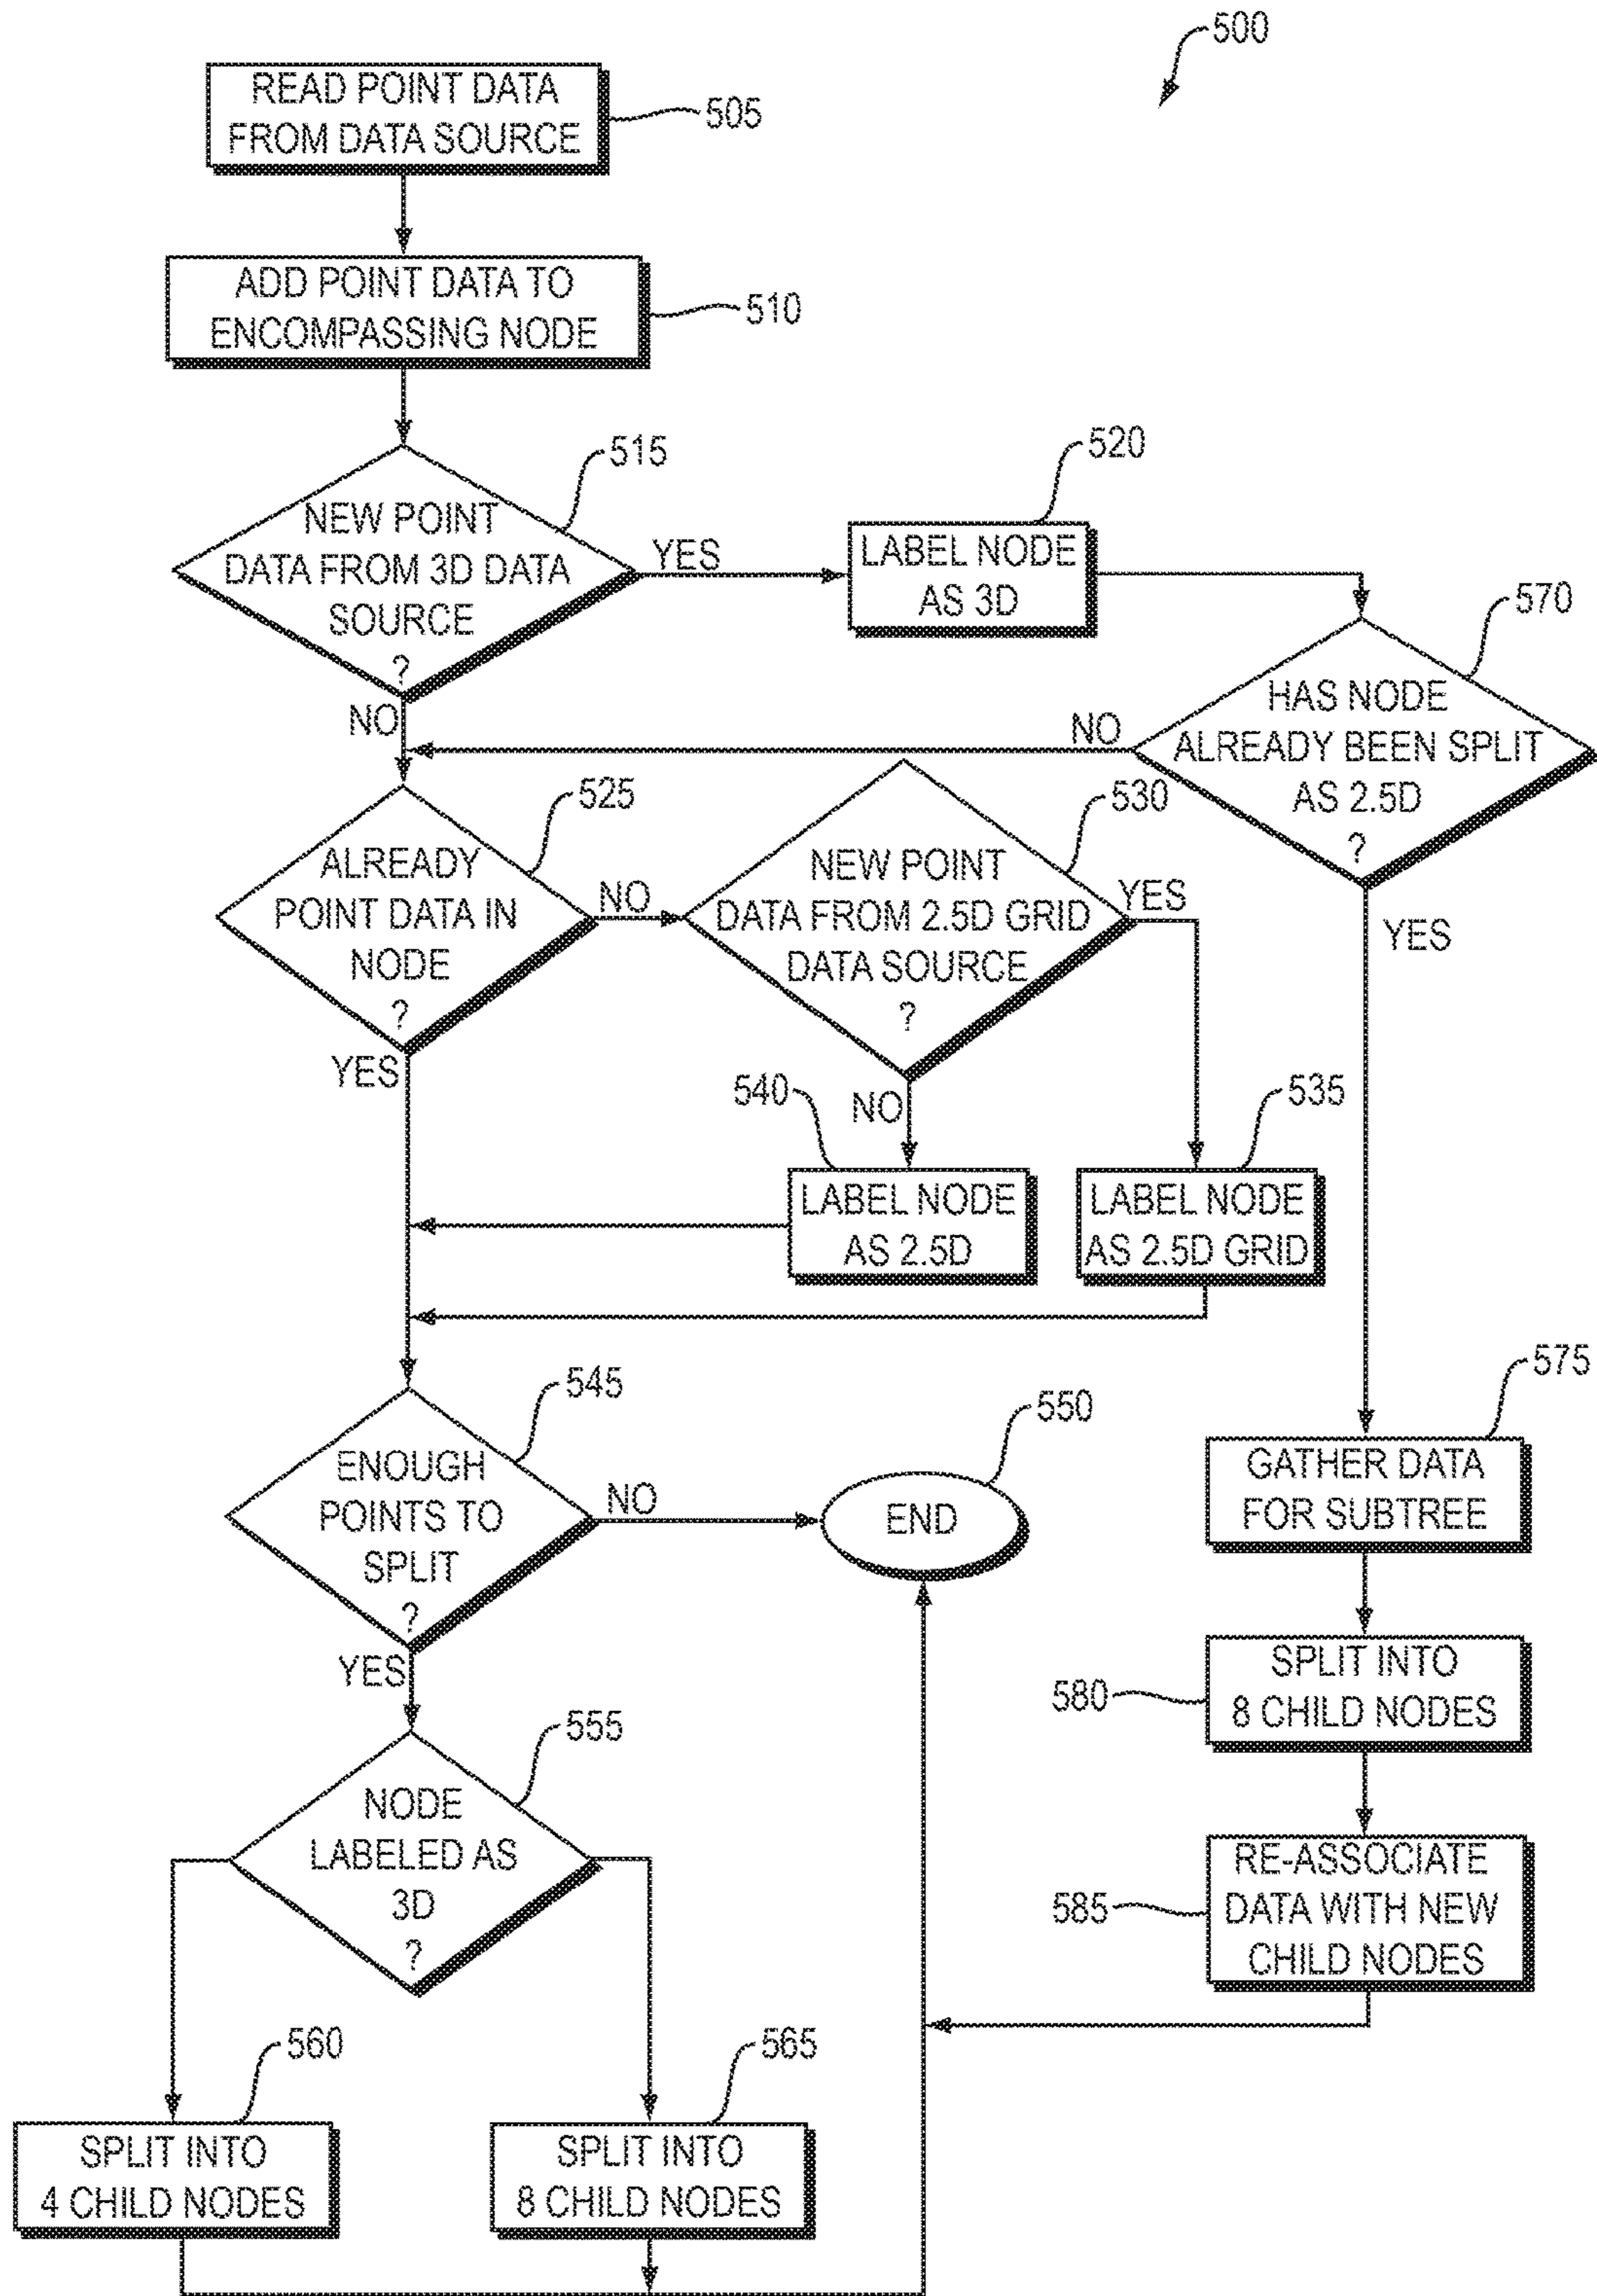 500
READ POINT DATA
FROM DATA SOURCE
505
ADD POINT DATA TO
ENCOMPASSING NODE
510
515
NEW POINT
DATA FROM 3D DATA
SOURCE
?
YES
NO
520
LABEL NODE
AS 3D
570
HAS NODE
ALREADY BEEN SPLIT
AS 2.5D
?
NO
YES
525
ALREADY
POINT DATA IN
NODE
?
NO
YES
530
NEW POINT
DATA FROM 2.5D GRID
DATA SOURCE
?
YES
NO
540
LABEL NODE
AS 2.5D
535
LABEL NODE
AS 2.5D GRID
545
ENOUGH
POINTS TO
SPLIT
?
NO
YES
550
END
575
GATHER DATA
FOR SUBTREE
580
SPLIT INTO
8 CHILD NODES
585
RE-ASSOCIATE
DATA WITH NEW
CHILD NODES
555
NODE
LABELED AS
3D
?
560
SPLIT INTO
4 CHILD NODES
565
SPLIT INTO
8 CHILD NODES